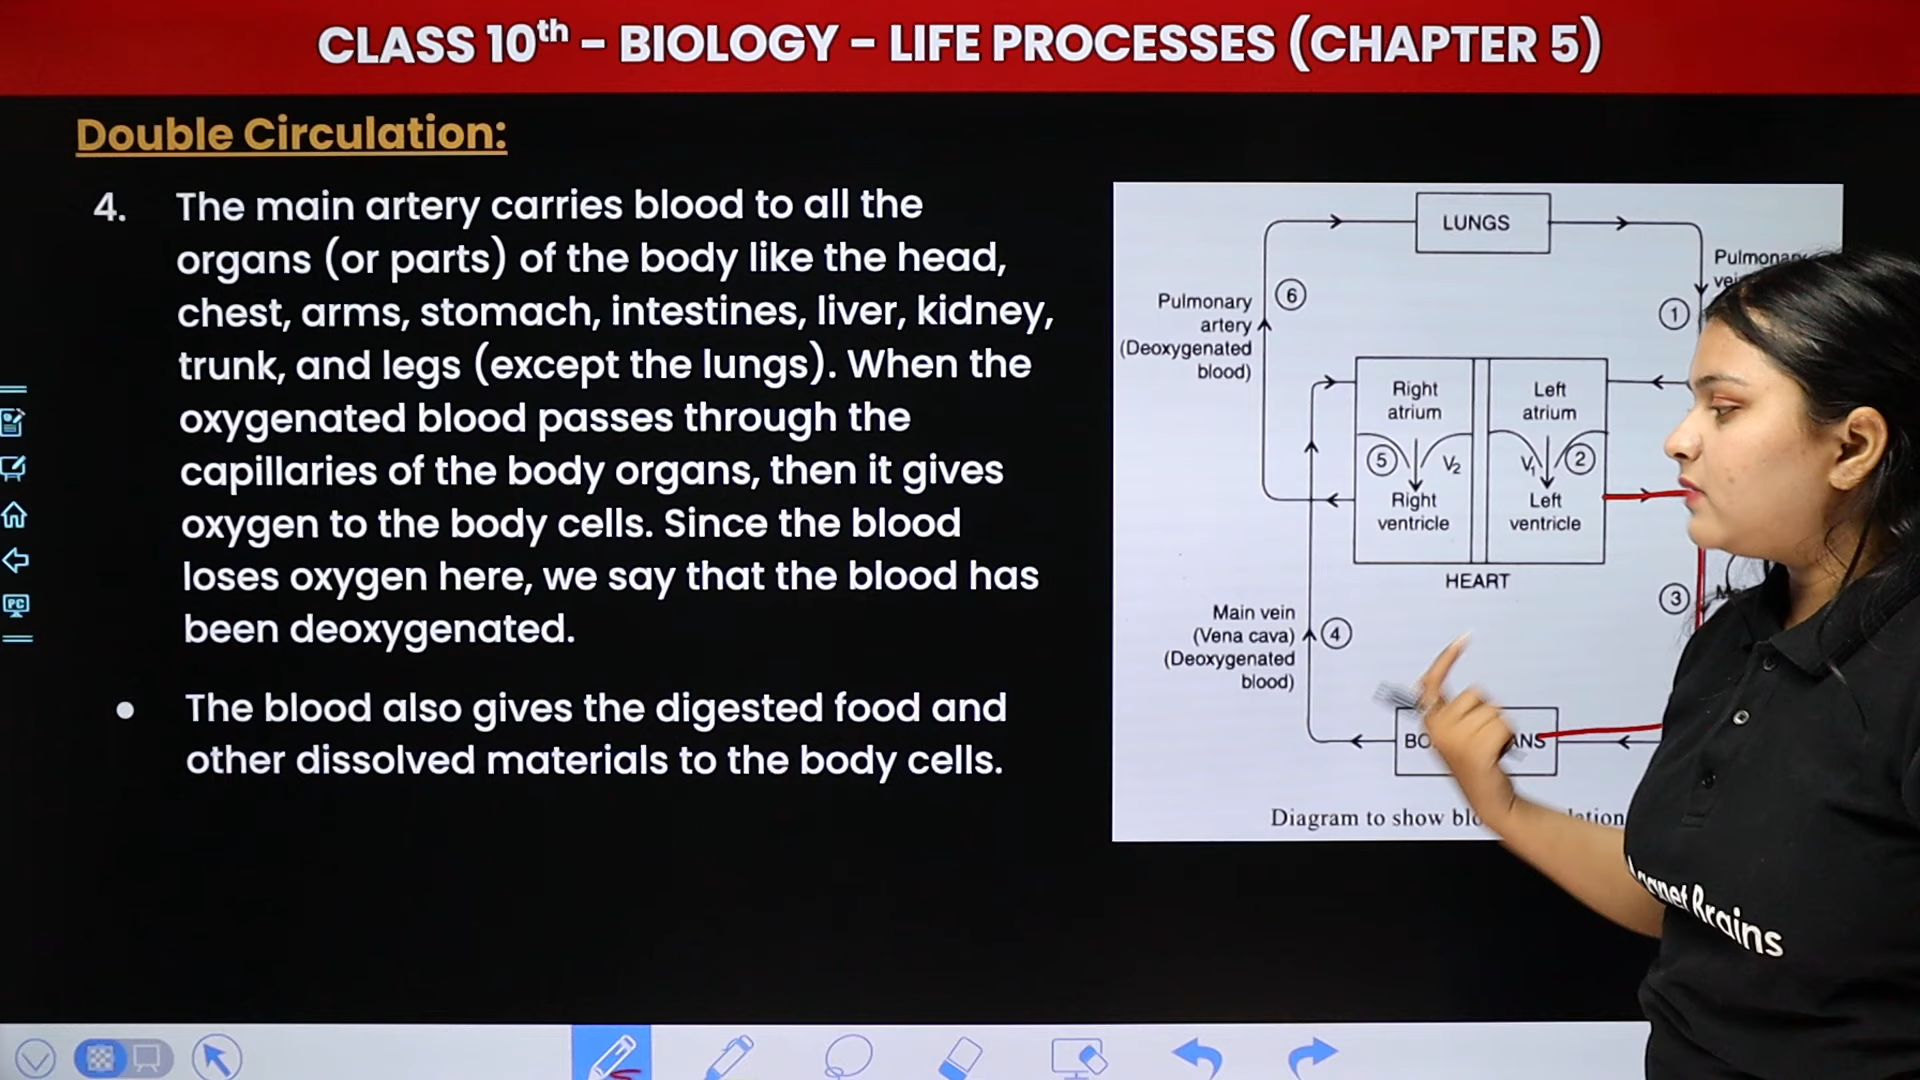 CLASS 10th – BIOLOGY – LIFE PROCESSES (CHAPTER 5)
Double Circulation:
4. The main artery carries blood to all the
organs (or parts) of the body like the head,
chest, arms, stomach, intestines, liver, kidney,
trunk, and legs (except the lungs). When the
oxygenated blood passes through the
capillaries of the body organs, then it gives
oxygen to the body cells. Since the blood
loses oxygen here, we say that the blood has
been deoxygenated.
• The blood also gives the digested food and
other dissolved materials to the body cells.
LUNGS
Pulmonary
6
1
Pulmonary
artery
(Deoxygenated
blood)
Right
atrium
Left
atrium
5
V2
V1
2
Right
ventricle
Left
ventricle
HEART
3
Main vein
(Vena cava)
(Deoxygenated
blood)
4
Diagram to show
Brains
PC